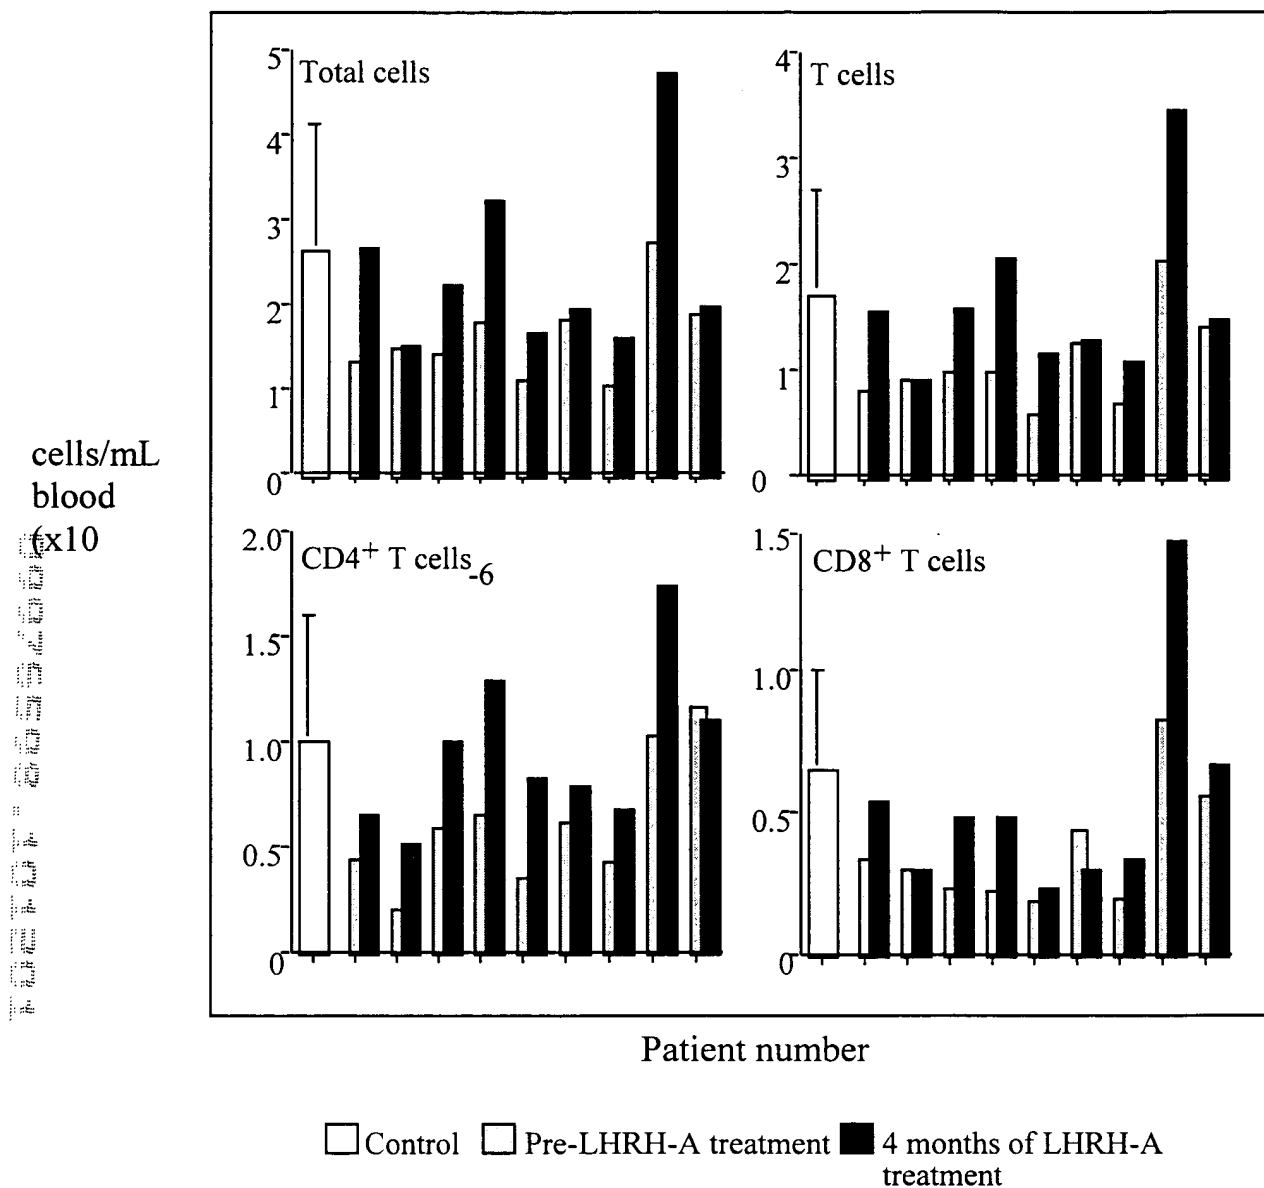 Total cells
5
4
3
2
1
0
T cells
4
3
2
1
0
cells/mL
blood
(x10
CD4+ T cells-6
2.0
1.5
1.0
0.5
0
CD8+ T cells
1.5
1.0
0.5
0
Patient number
Control
Pre-LHRH-A treatment
4 months of LHRH-A
treatment